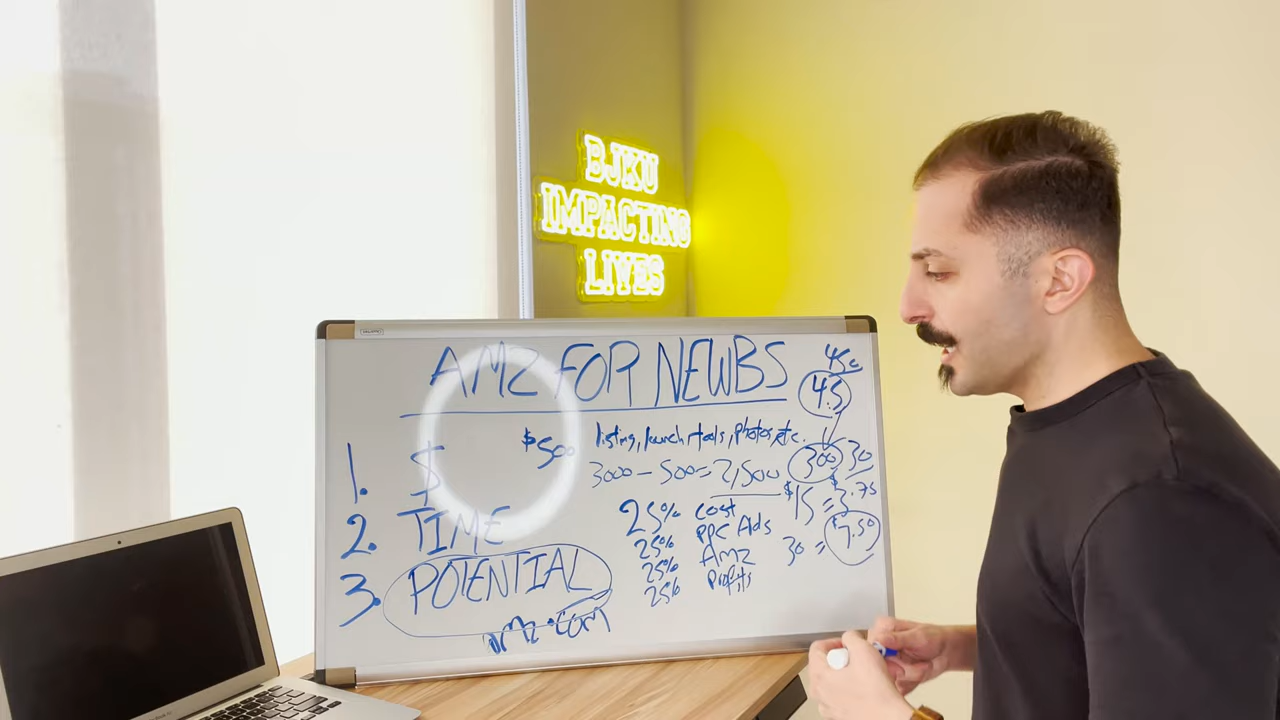 BJKU
IMPACTING
LIVES
AMZ FOR NEWBS
45c
4.5
1. $
$500
listing, launch, tools, photos, etc.
3000 - 500 = 2,500
300
30
2. TIME
25% cost
25% PPC Ads
25% AMZ
25% Profits
$15 = $3.75
30 = $7.50
3. POTENTIAL
AMZ.COM